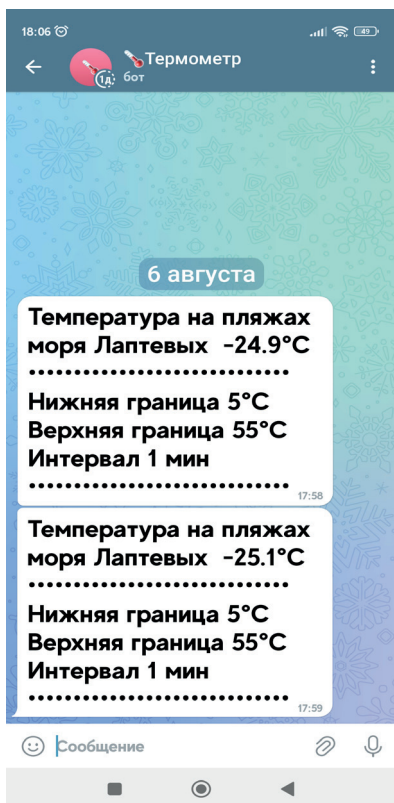 18:06
49
Термометр
1д
бот
6 августа
Температура на пляжах
моря Лаптевых -24.9°C
..............................
Нижняя граница 5°C
Верхняя граница 55°C
Интервал 1 мин
..............................
17:58
Температура на пляжах
моря Лаптевых -25.1°C
..............................
Нижняя граница 5°C
Верхняя граница 55°C
Интервал 1 мин
..............................
17:59
Сообщение